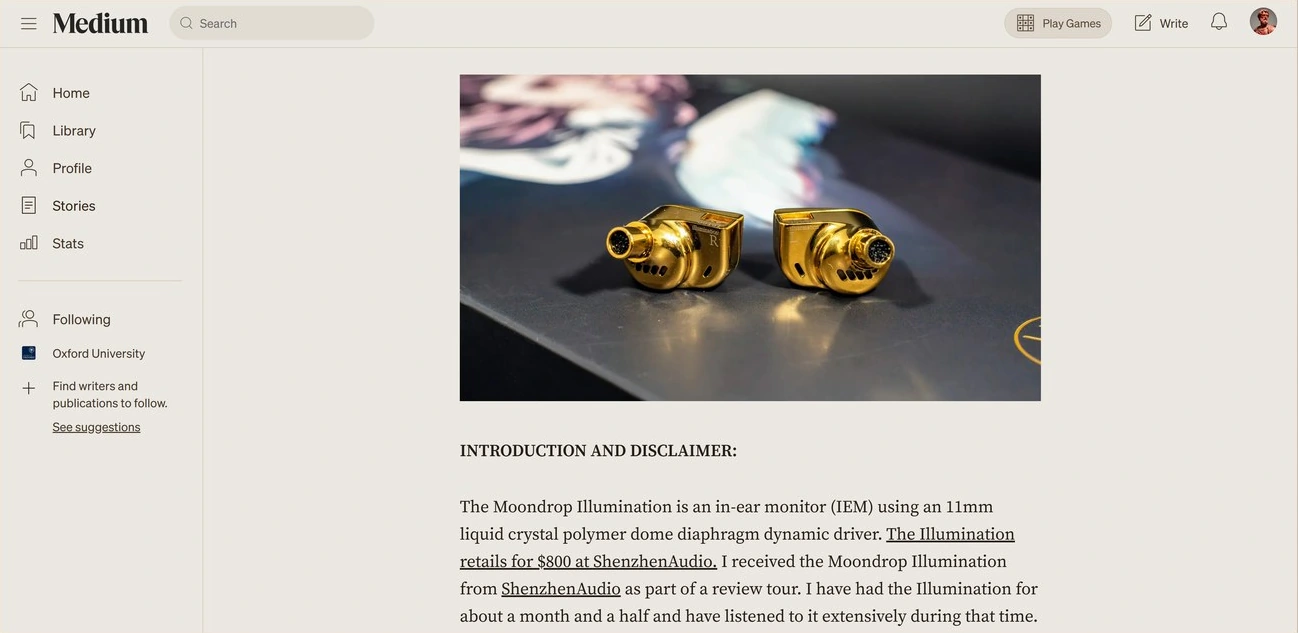 Medium
Search
Play Games
Write
Home
Library
Profile
Stories
Stats
Following
Oxford University
Find writers and
publications to follow.
See suggestions
R
INTRODUCTION AND DISCLAIMER:
The Moondrop Illumination is an in-ear monitor (IEM) using an 11mm
liquid crystal polymer dome diaphragm dynamic driver. The Illumination
retails for $800 at ShenzhenAudio. I received the Moondrop Illumination
from ShenzhenAudio as part of a review tour. I have had the Illumination for
about a month and a half and have listened to it extensively during that time.